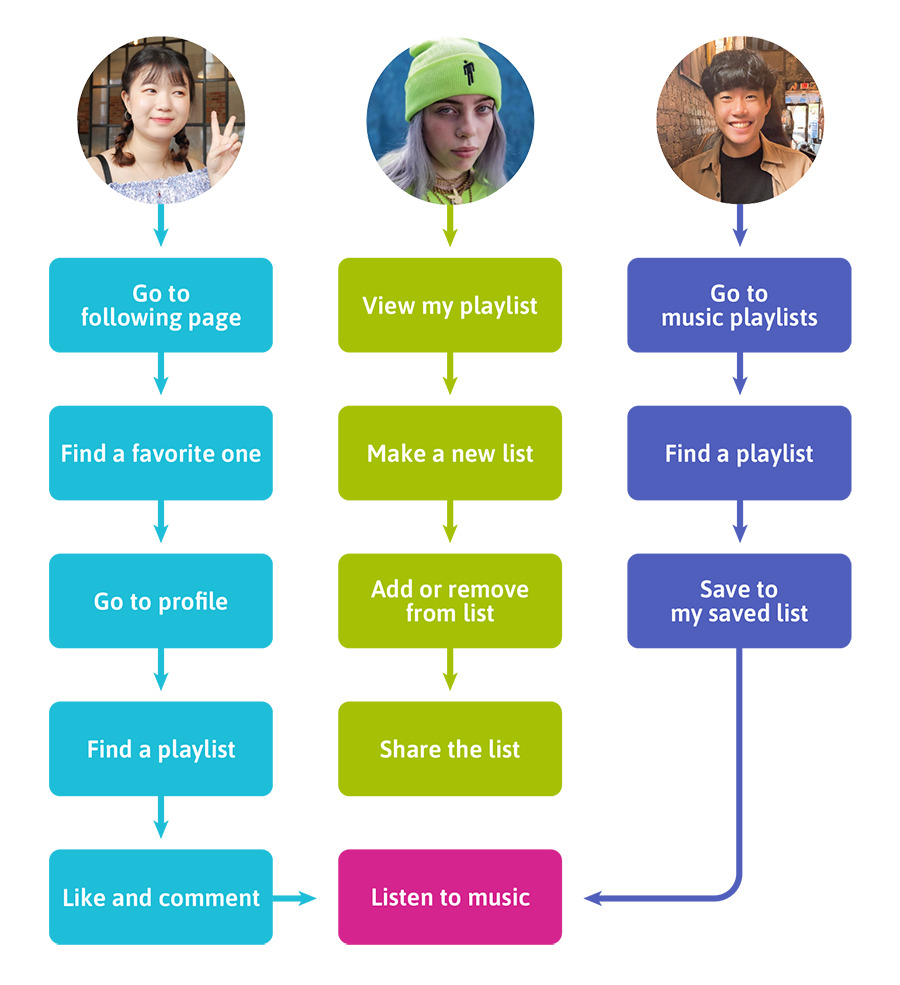 Go to
following page
Find a favorite one
Go to profile
Find a playlist
Like and comment
View my playlist
Make a new list
Add or remove
from list
Share the list
Listen to music
Go to
music playlists
Find a playlist
Save to
my saved list